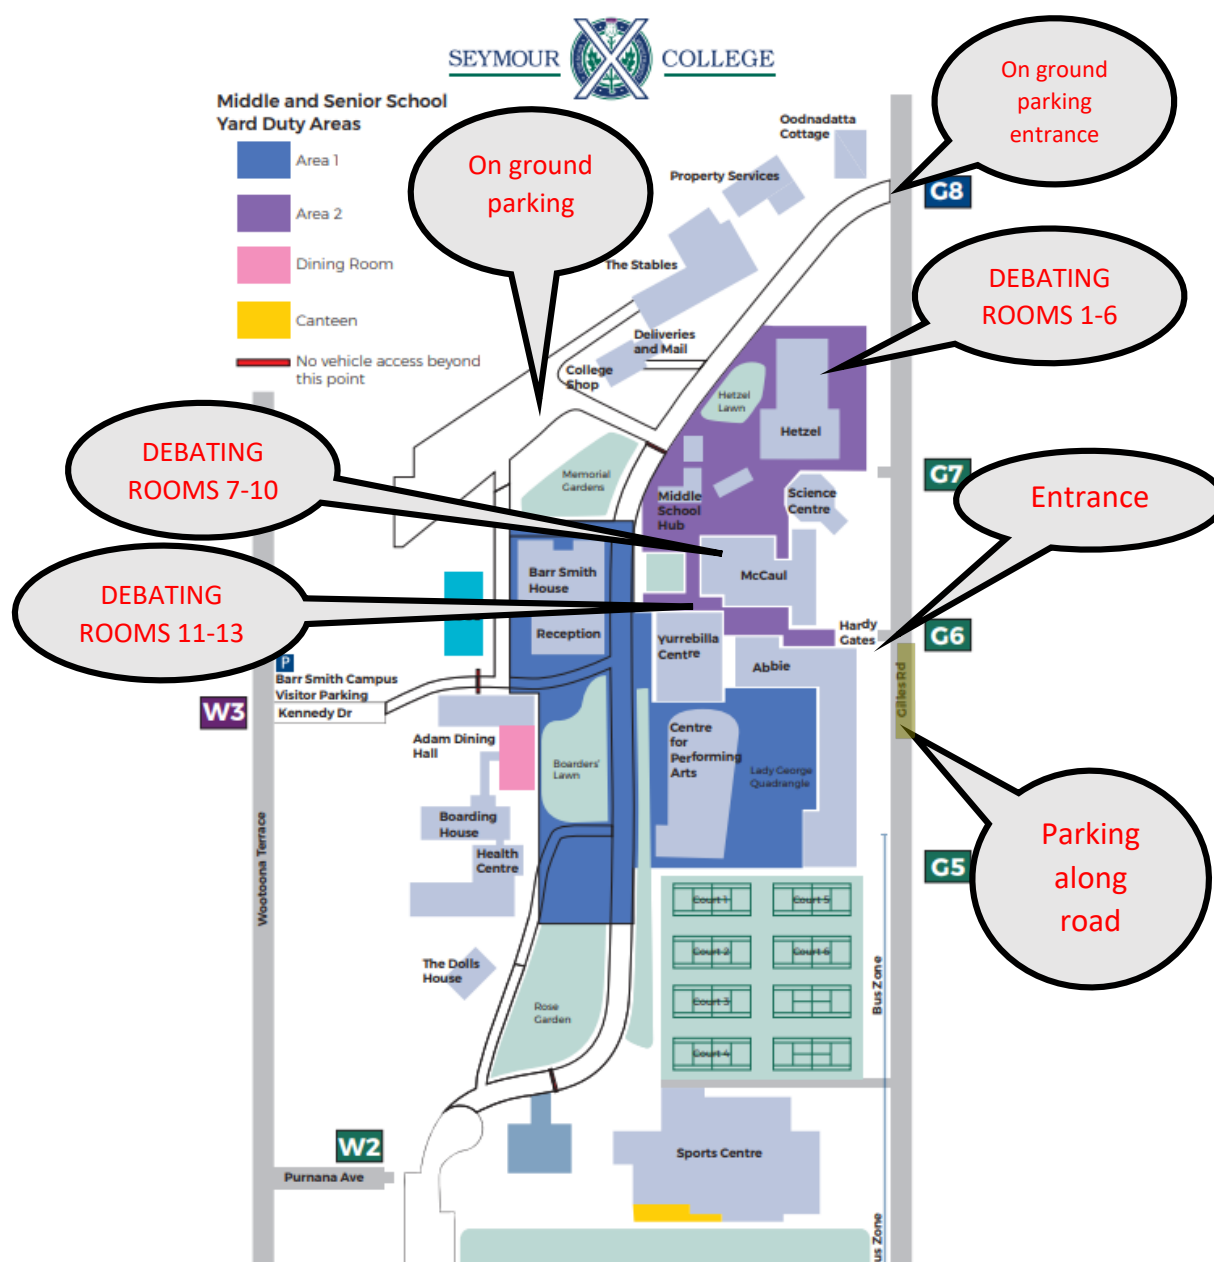 SEYMOUR COLLEGE
Middle and Senior School
Yard Duty Areas
Area 1
Area 2
Dining Room
Canteen
No vehicle access beyond
this point
On ground
parking
On ground
parking
entrance
Oodnadatta
Cottage
Property Services
G8
The Stables
DEBATING
ROOMS 1-6
Deliveries
and Mail
College
Shop
Hetzel
Lawn
Hetzel
DEBATING
ROOMS 7-10
Memorial
Gardens
Middle
School
Hub
Science
Centre
G7
Entrance
Barr Smith
House
McCaul
DEBATING
ROOMS 11-13
Reception
Yurrebilla
Centre
Abbie
Hardy
Gates
G6
P
Barr Smith Campus
Visitor Parking
Kennedy Dr
W3
Gilles Rd
Adam Dining
Hall
Boarders'
Lawn
Centre
for
Performing
Arts
Lady George
Quadrangle
Boarding
House
Health
Centre
Parking
along
road
G5
Wootoona Terrace
Court 1
Court 5
Court 2
Court 6
Court 3
Court 4
Bus Zone
The Dolls
House
Rose
Garden
W2
Purnana Ave
Sports Centre
us Zone